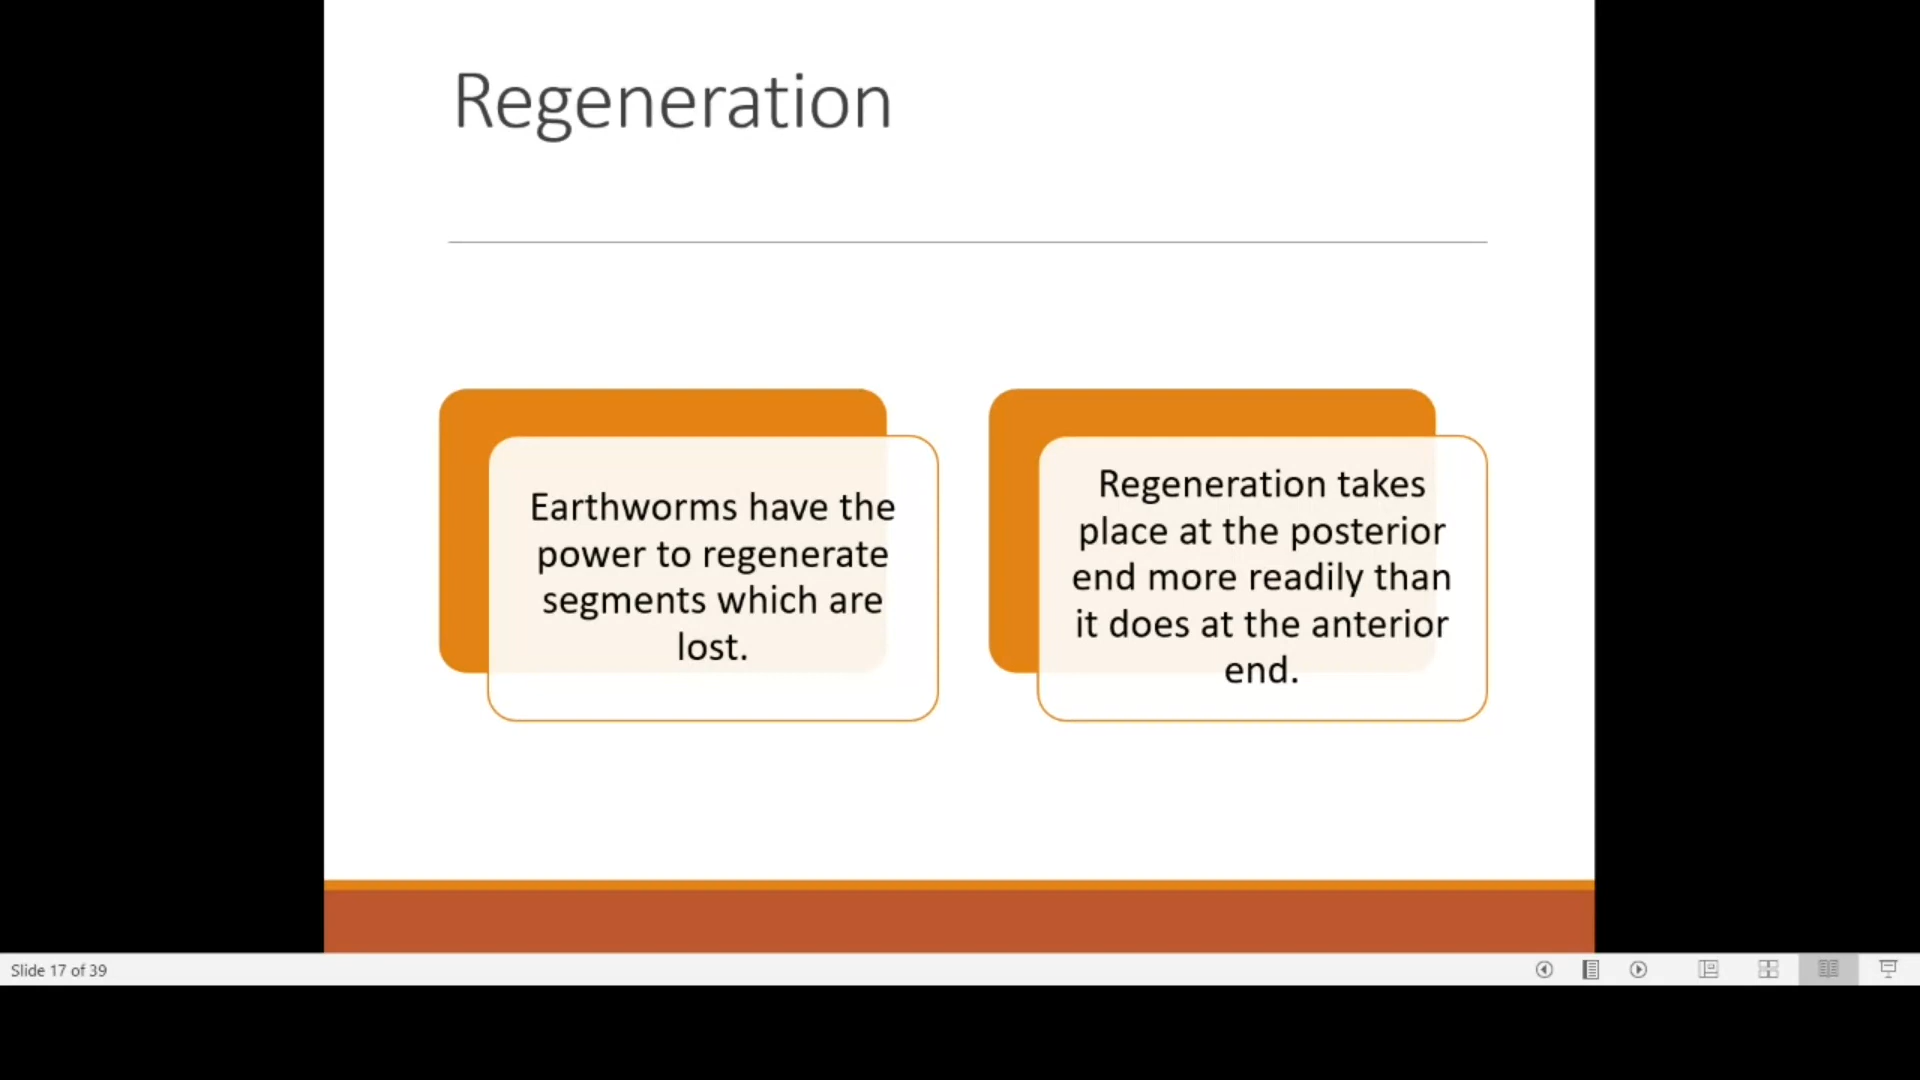 Regeneration
Earthworms have the
power to regenerate
segments which are
lost.
Regeneration takes
place at the posterior
end more readily than
it does at the anterior
end.
Slide 17 of 39